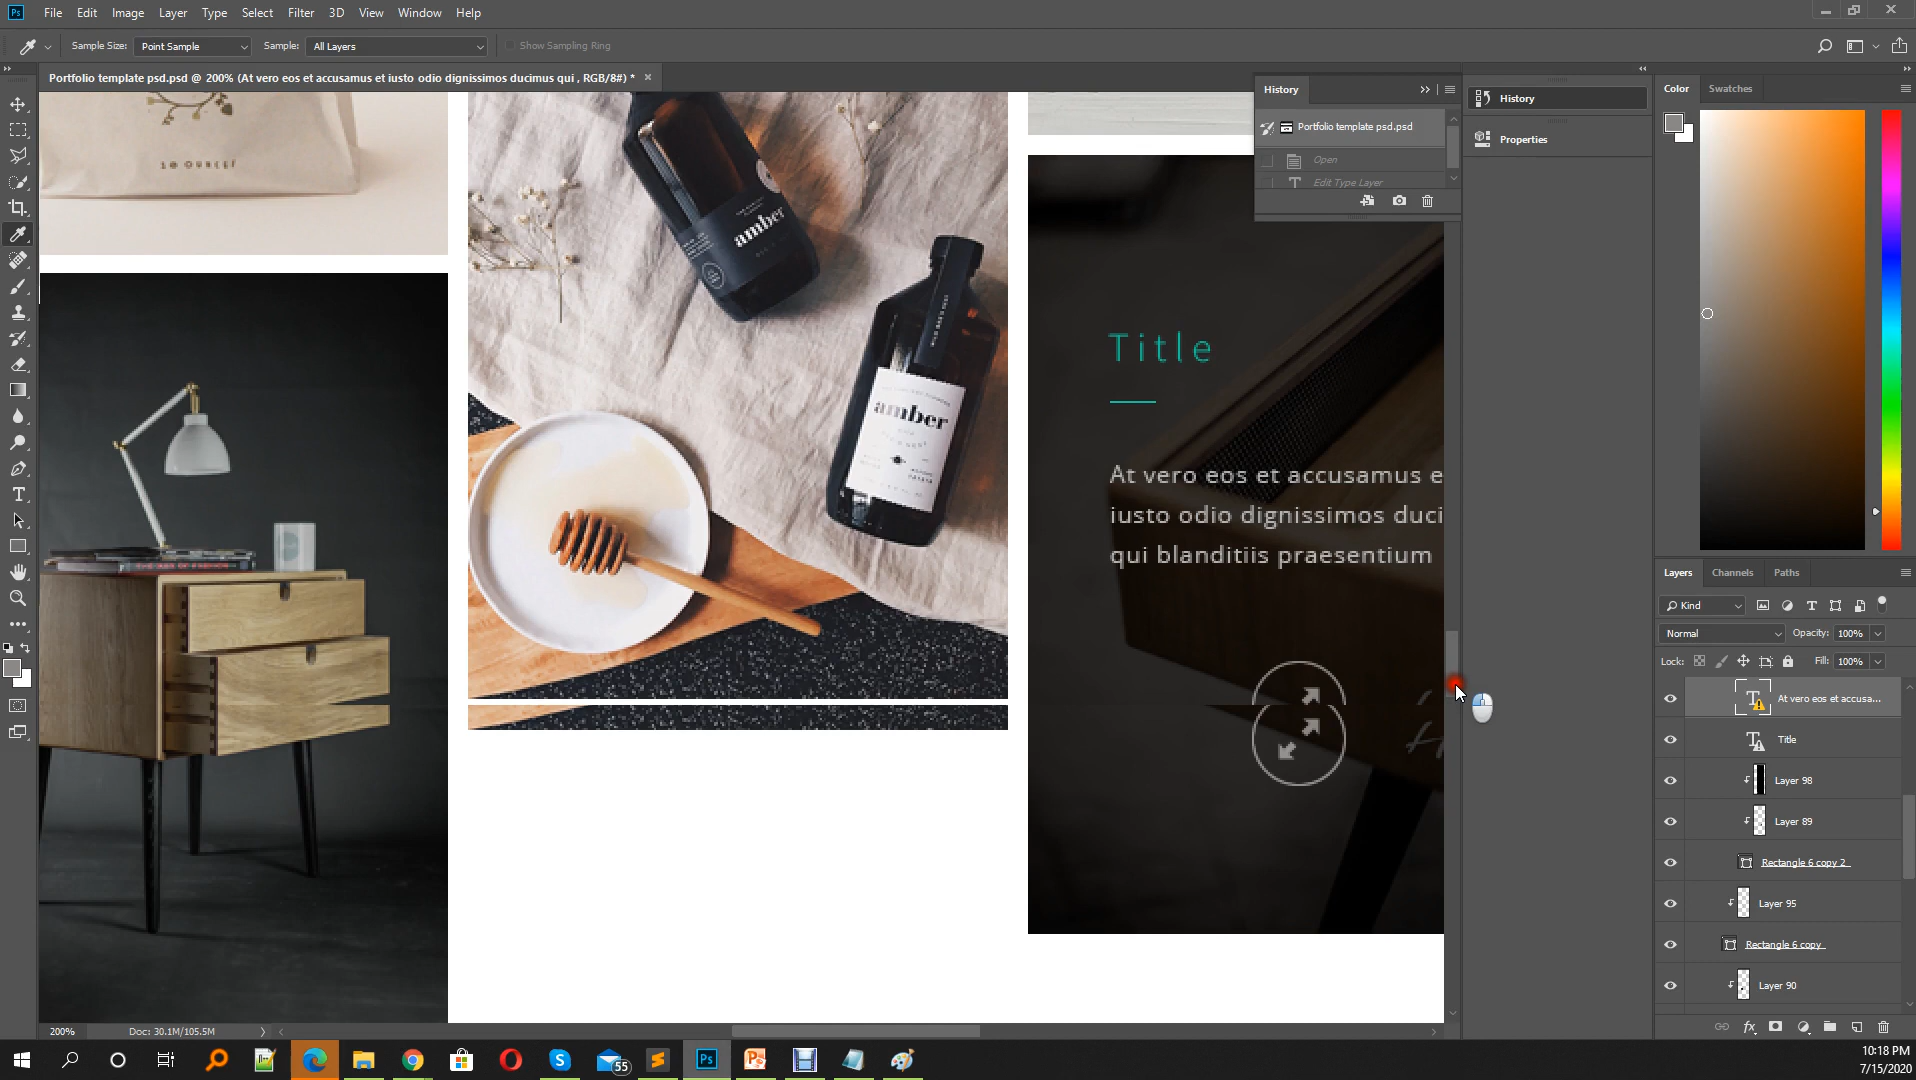 Ps File Edit Image Layer Type Select Filter 3D View Window Help
Sample Size: Point Sample Sample: All Layers Show Sampling Ring
Portfolio template psd.psd @ 200% (At vero eos et accusamus et iusto odio dignissimos ducimus qui , RGB/8#) * ×
History
Portfolio template psd.psd
Open
Edit Type Layer
History
Properties
Color Swatches
amber
amber
Title
At vero eos et accusamus e
iusto odio dignissimos duci
qui blanditiis praesentium
Layers Channels Paths
Kind
Normal Opacity: 100%
Lock: Fill: 100%
At vero eos et accusa...
Title
Layer 98
Layer 89
Rectangle 6 copy 2
Layer 95
Rectangle 6 copy
Layer 90
200% Doc: 30.1M/105.5M
55
Ps
10:18 PM
7/15/2020